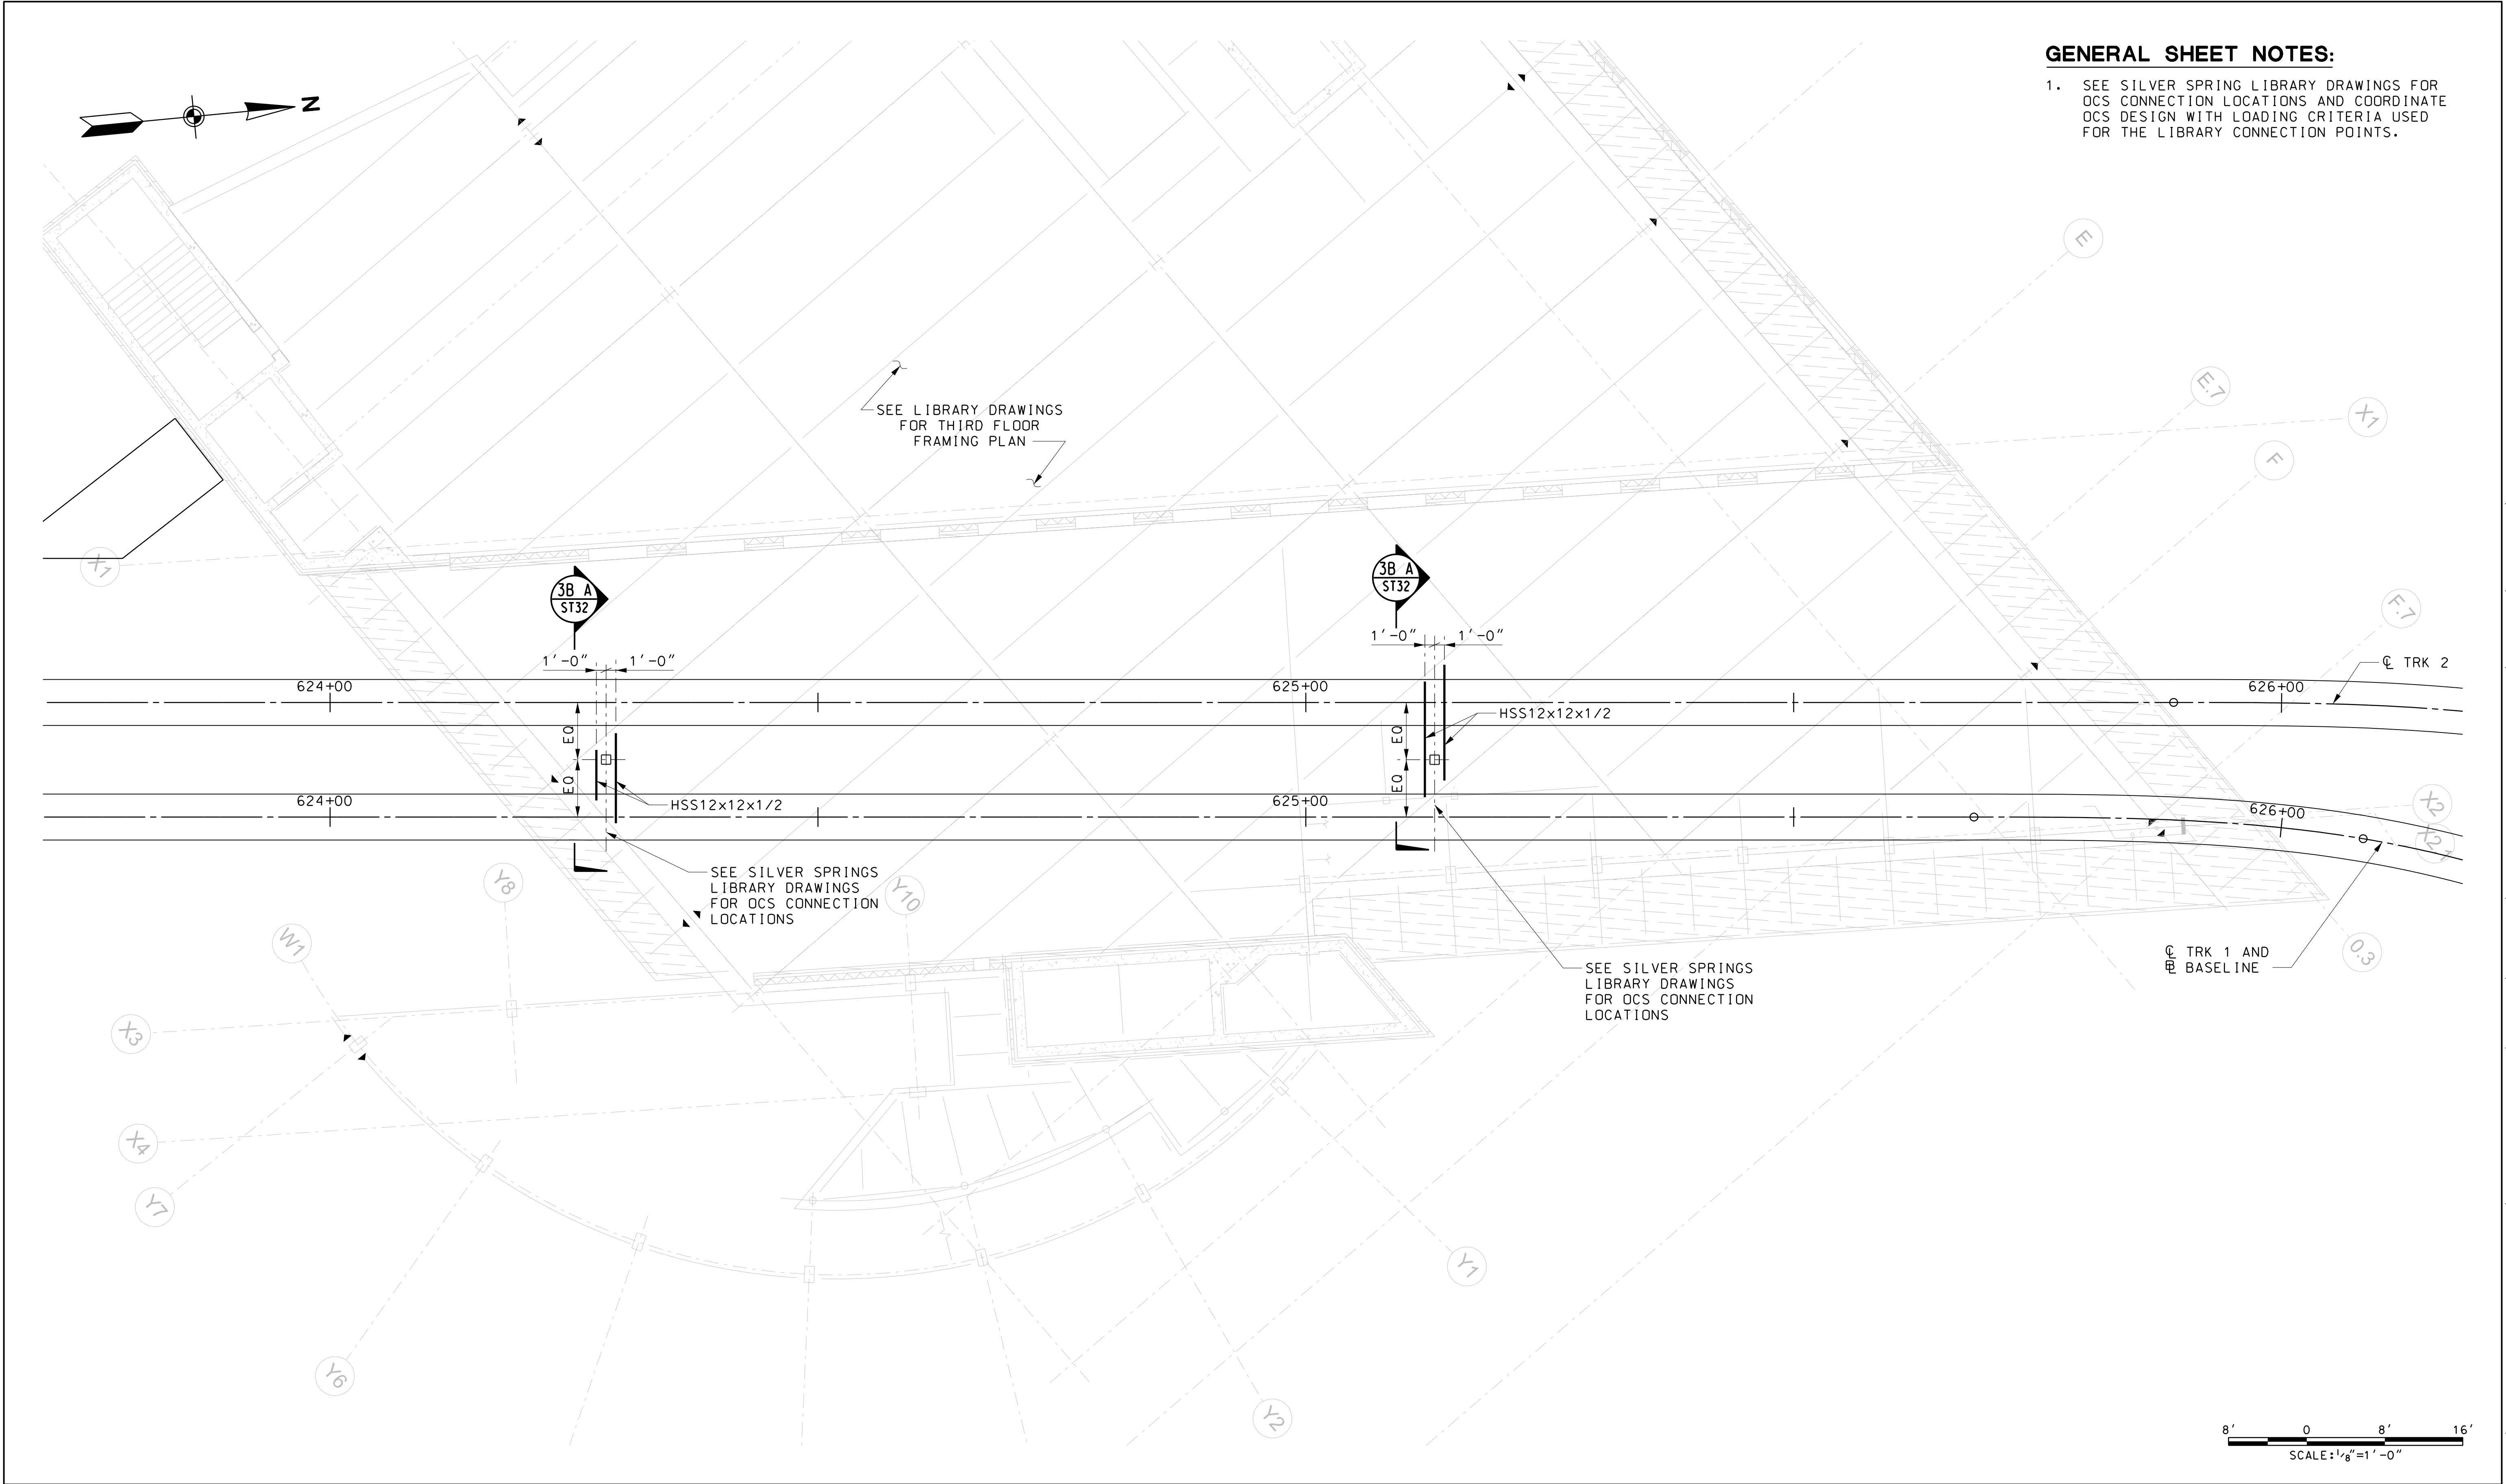 GENERAL SHEET NOTES:
1. SEE SILVER SPRING LIBRARY DRAWINGS FOR
OCS CONNECTION LOCATIONS AND COORDINATE
OCS DESIGN WITH LOADING CRITERIA USED
FOR THE LIBRARY CONNECTION POINTS.
N
E
E.7
X1
F
F.7
SEE LIBRARY DRAWINGS
FOR THIRD FLOOR
FRAMING PLAN
X1
3B A
ST32
3B A
ST32
1'-0" 1'-0"
1'-0" 1'-0"
℄ TRK 2
624+00
625+00
626+00
HSS12x12x1/2
EQ
EQ
EQ
EQ
624+00
HSS12x12x1/2
625+00
626+00
X2
X2.1
SEE SILVER SPRINGS
LIBRARY DRAWINGS
FOR OCS CONNECTION
LOCATIONS
Y8
Y10
W1
X3
SEE SILVER SPRINGS
LIBRARY DRAWINGS
FOR OCS CONNECTION
LOCATIONS
℄ TRK 1 AND
BL BASELINE
0.3
X4
Y7
Y1
Y6
Y2
8' 0 8' 16'
SCALE:1/8"=1'-0"